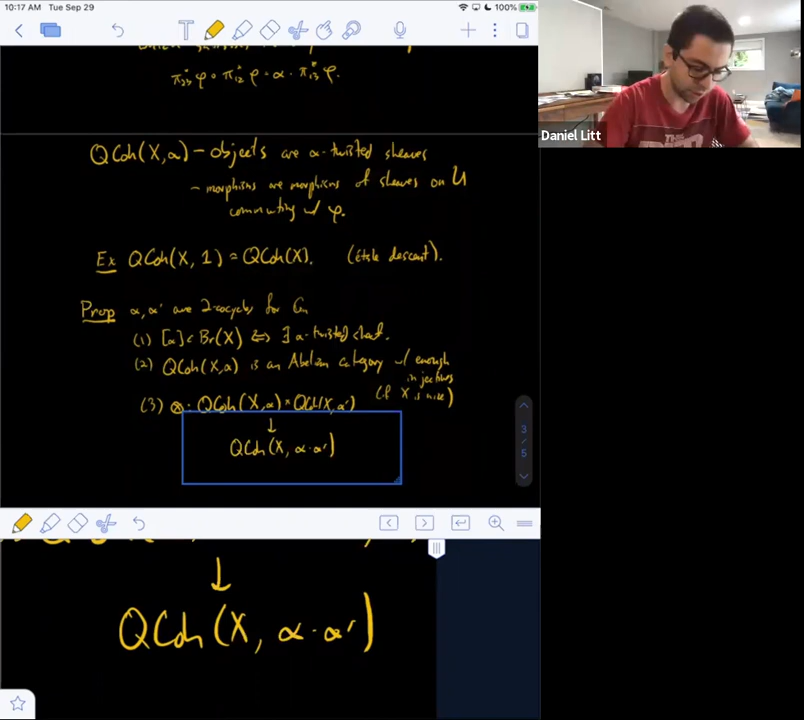 10:17 AM Tue Sep 29
100%
π₂₃*φ ∘ π₁₂*φ = α · π₁₃*φ.
QCoh(X,α) – objects are α-twisted sheaves
– morphisms are morphisms of sheaves on U
commuting w/ φ.
Ex QCoh(X, 1) = QCoh(X). (étale descent).
Prop α, α' are 2-cocycles for Gm
(1) [α] ∈ Br(X) ⇔ ∃ α-twisted
(2) QCoh(X,α) is an Abelian category w/ enough
injectives
(if X is nice)
(3) ⊗: QCoh(X,α) × QCoh(X,α')
↓
QCoh(X, α·α')
3
5
↓
QCoh(X, α·α')
Daniel Litt